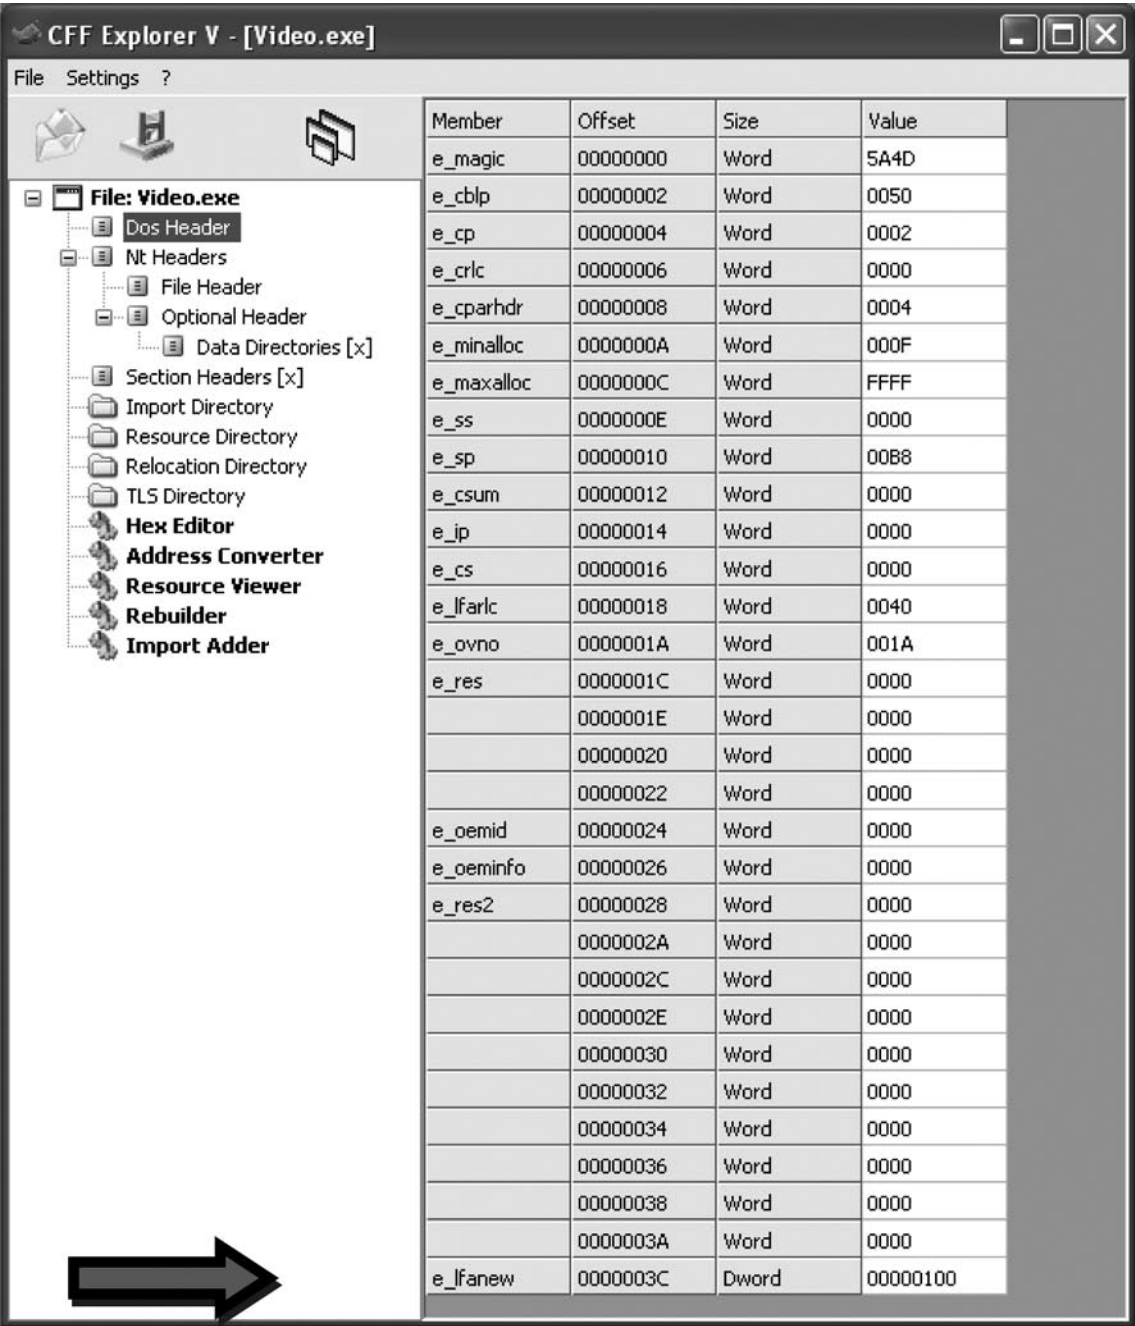 CFF Explorer V - [Video.exe]
File Settings ?
File: Video.exe
Dos Header
Nt Headers
File Header
Optional Header
Data Directories [x]
Section Headers [x]
Import Directory
Resource Directory
Relocation Directory
TLS Directory
Hex Editor
Address Converter
Resource Viewer
Rebuilder
Import Adder
Member Offset Size Value
e_magic 00000000 Word 5A4D
e_cblp 00000002 Word 0050
e_cp 00000004 Word 0002
e_crlc 00000006 Word 0000
e_cparhdr 00000008 Word 0004
e_minalloc 0000000A Word 000F
e_maxalloc 0000000C Word FFFF
e_ss 0000000E Word 0000
e_sp 00000010 Word 00B8
e_csum 00000012 Word 0000
e_ip 00000014 Word 0000
e_cs 00000016 Word 0000
e_lfarlc 00000018 Word 0040
e_ovno 0000001A Word 001A
e_res 0000001C Word 0000
0000001E Word 0000
00000020 Word 0000
00000022 Word 0000
e_oemid 00000024 Word 0000
e_oeminfo 00000026 Word 0000
e_res2 00000028 Word 0000
0000002A Word 0000
0000002C Word 0000
0000002E Word 0000
00000030 Word 0000
00000032 Word 0000
00000034 Word 0000
00000036 Word 0000
00000038 Word 0000
0000003A Word 0000
e_lfanew 0000003C Dword 00000100